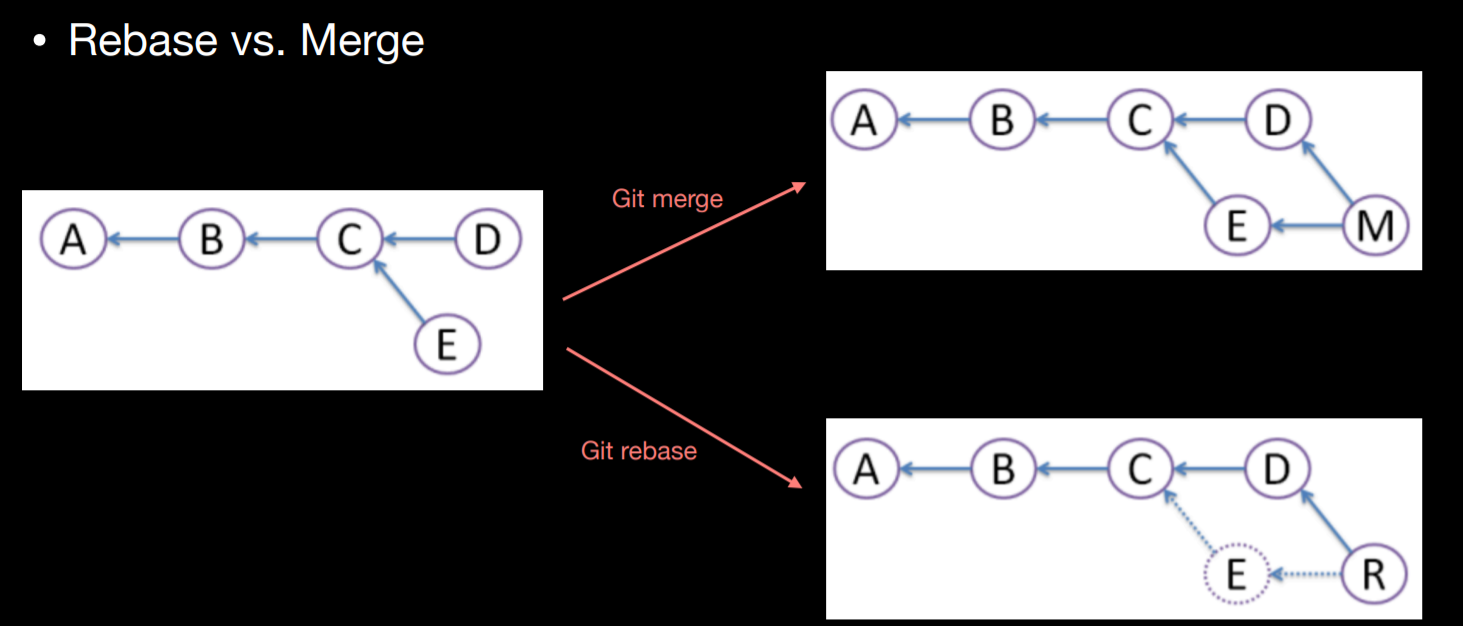 • Rebase vs. Merge
A B C D
E
Git merge
A B C D
E M
Git rebase
A B C D
E R